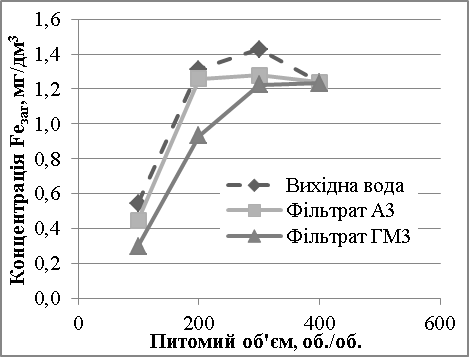 Концентрація Feзаг, мг/дм³
1,6
1,4
1,2
1,0
0,8
0,6
0,4
0,2
0,0
Вихідна вода
Фільтрат АЗ
Фільтрат ГМЗ
0
200
400
600
Питомий об'єм, об./об.